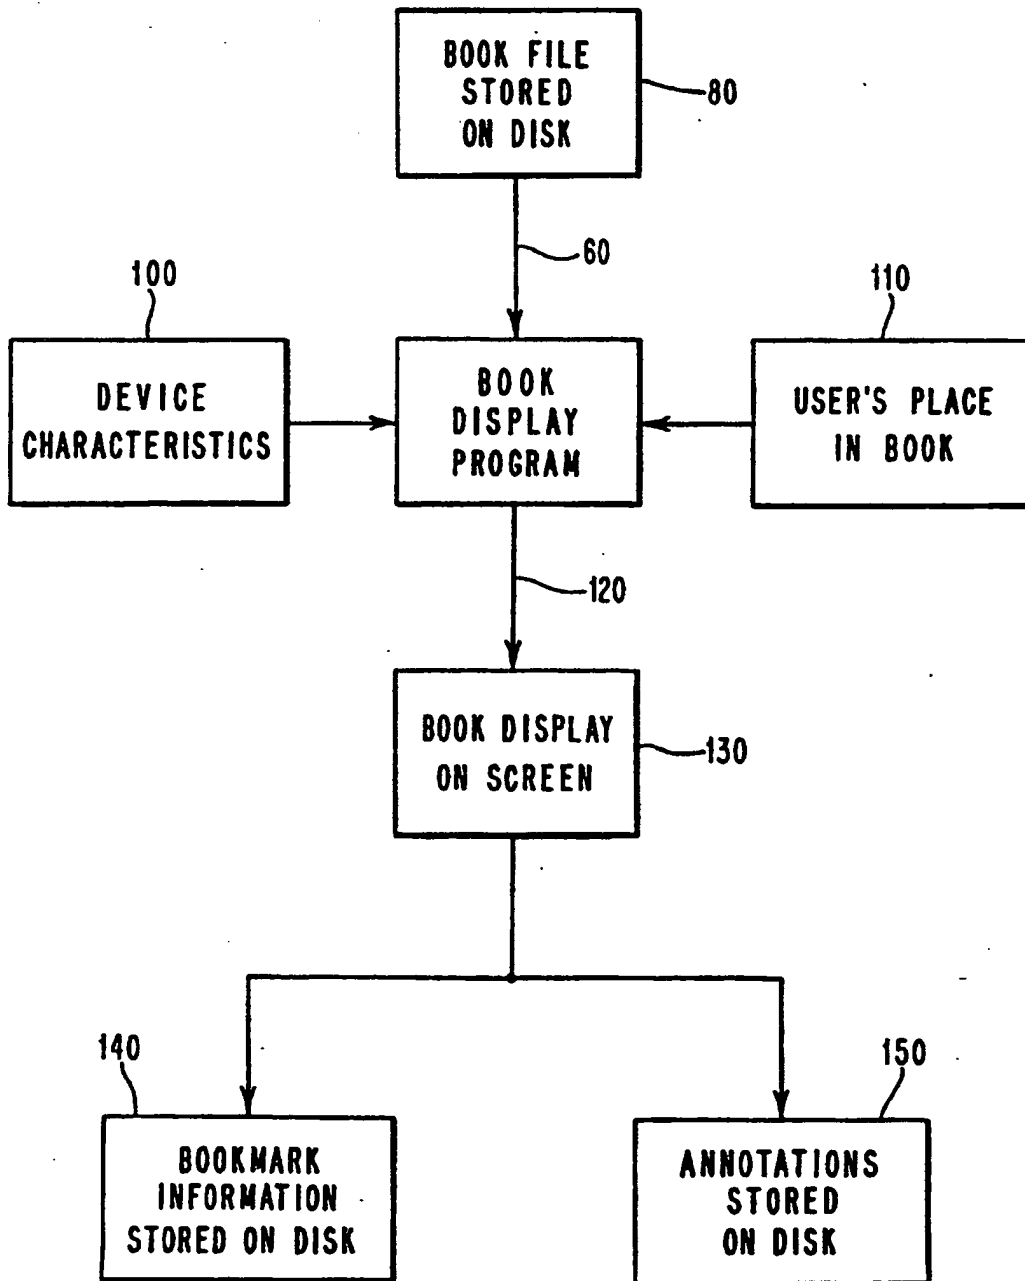 BOOK FILE
STORED
ON DISK
80
60
100
110
DEVICE
CHARACTERISTICS
BOOK
DISPLAY
PROGRAM
USER'S PLACE
IN BOOK
120
BOOK DISPLAY
ON SCREEN
130
140
150
BOOKMARK
INFORMATION
STORED ON DISK
ANNOTATIONS
STORED
ON DISK